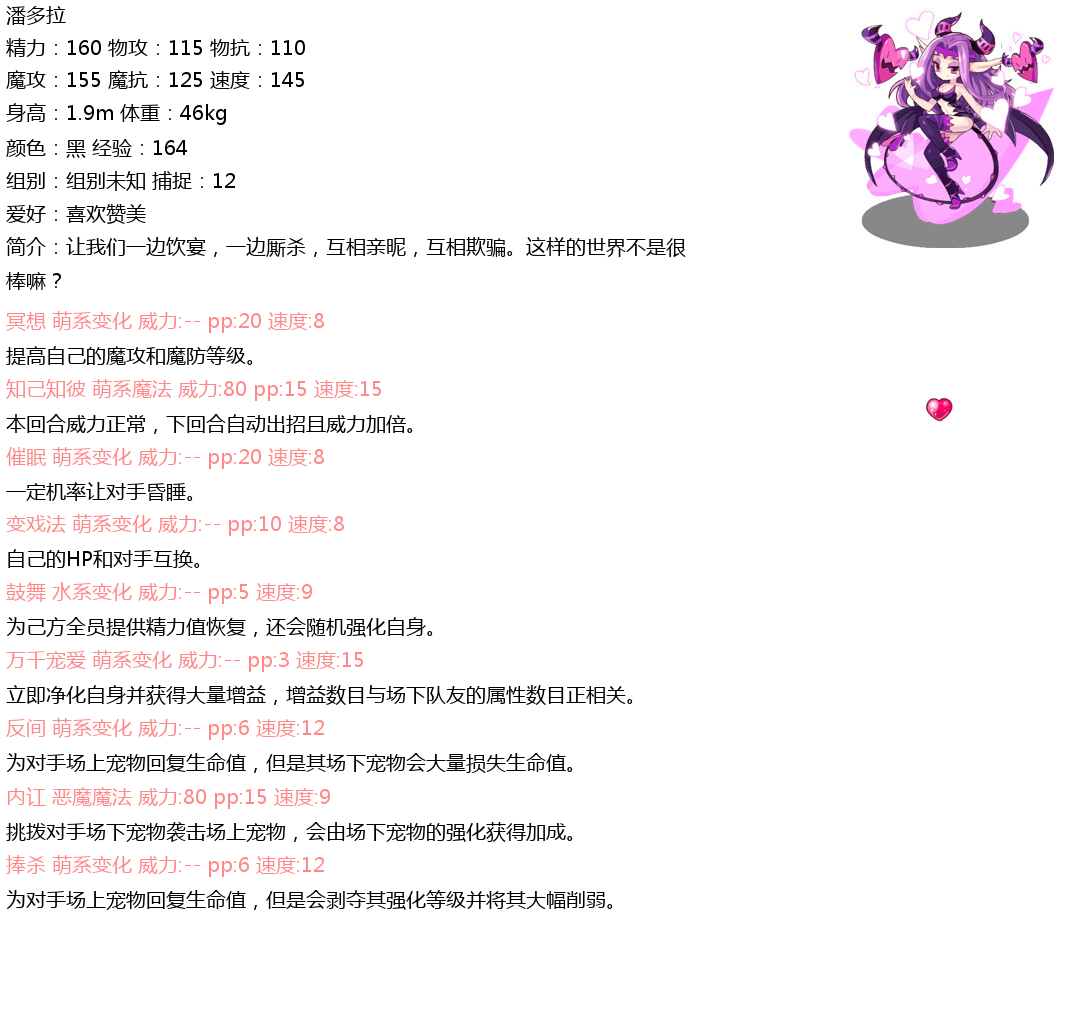 潘多拉
精力：160 物攻：115 物抗：110
魔攻：155 魔抗：125 速度：145
身高：1.9m 体重：46kg
颜色：黑 经验：164
组别：组别未知 捕捉：12
爱好：喜欢赞美
简介：让我们一边饮宴，一边厮杀，互相亲昵，互相欺骗。这样的世界不是很
棒嘛？
冥想 萌系变化 威力:-- pp:20 速度:8
提高自己的魔攻和魔防等级。
知己知彼 萌系魔法 威力:80 pp:15 速度:15
本回合威力正常，下回合自动出招且威力加倍。
催眠 萌系变化 威力:-- pp:20 速度:8
一定机率让对手昏睡。
变戏法 萌系变化 威力:-- pp:10 速度:8
自己的HP和对手互换。
鼓舞 水系变化 威力:-- pp:5 速度:9
为己方全员提供精力值恢复，还会随机强化自身。
万千宠爱 萌系变化 威力:-- pp:3 速度:15
立即净化自身并获得大量增益，增益数目与场下队友的属性数目正相关。
反间 萌系变化 威力:-- pp:6 速度:12
为对手场上宠物回复生命值，但是其场下宠物会大量损失生命值。
内讧 恶魔魔法 威力:80 pp:15 速度:9
挑拨对手场下宠物袭击场上宠物，会由场下宠物的强化获得加成。
捧杀 萌系变化 威力:-- pp:6 速度:12
为对手场上宠物回复生命值，但是会剥夺其强化等级并将其大幅削弱。